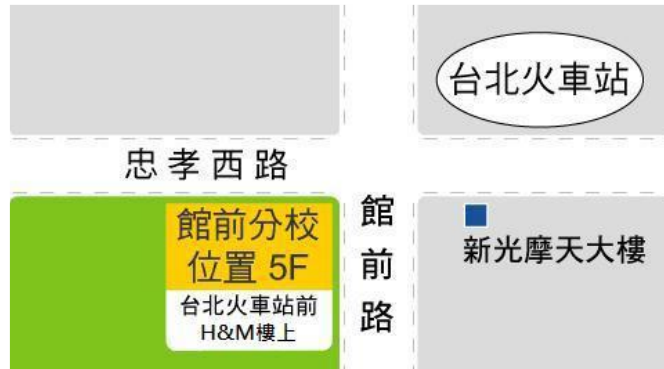 台北火車站
忠孝西路
館前分校
位置 5F
台北火車站前
H&M樓上
館前路
新光摩天大樓